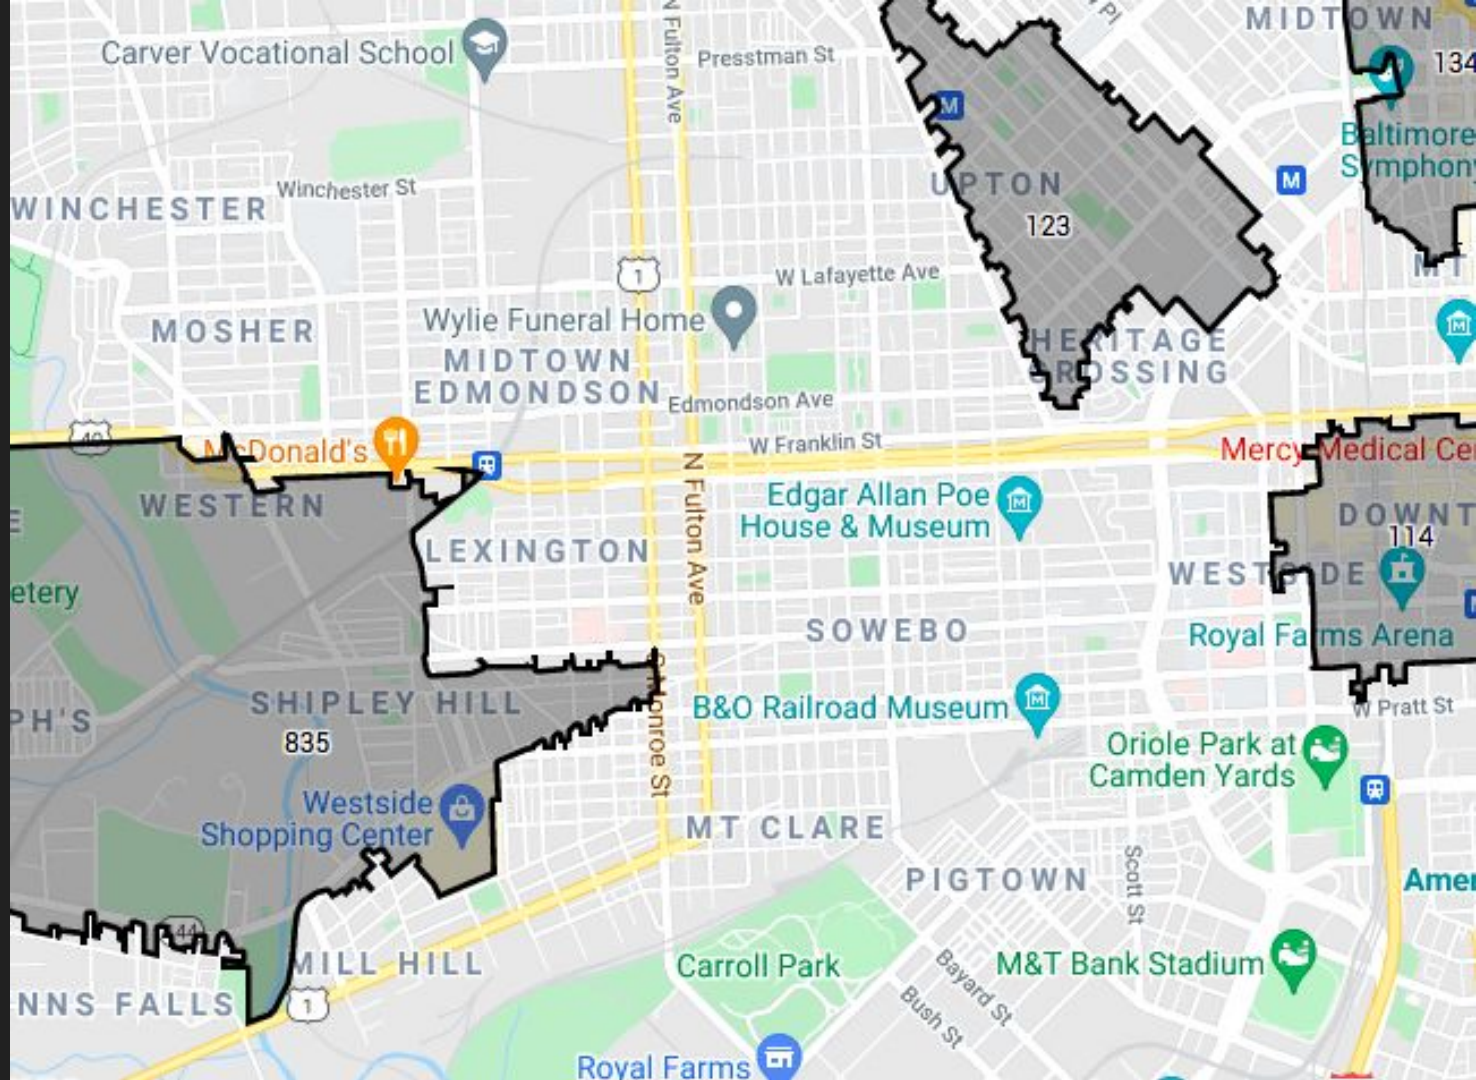 MIDTOWN
N Fulton Ave
Carver Vocational School
Presstman St
134
M
Baltimore
Symphony
M
Winchester St
UPTON
WINCHESTER
123
1
W Lafayette Ave
MT
MOSHER
Wylie Funeral Home
HERITAGE
CROSSING
MIDTOWN
EDMONDSON
Edmondson Ave
40
McDonald's
W Franklin St
Mercy Medical Ce
WESTERN
N Fulton Ave
Edgar Allan Poe
House & Museum
DOWNT
114
E
LEXINGTON
WESTSIDE
etery
SOWEBO
Royal Farms Arena
SHIPLEY HILL
S Monroe St
B&O Railroad Museum
W Pratt St
PH'S
835
Oriole Park at
Camden Yards
Westside
Shopping Center
MT CLARE
Scott St
PIGTOWN
Amer
144
MILL HILL
Carroll Park
Bayard St
M&T Bank Stadium
NNS FALLS
1
Bush St
Royal Farms